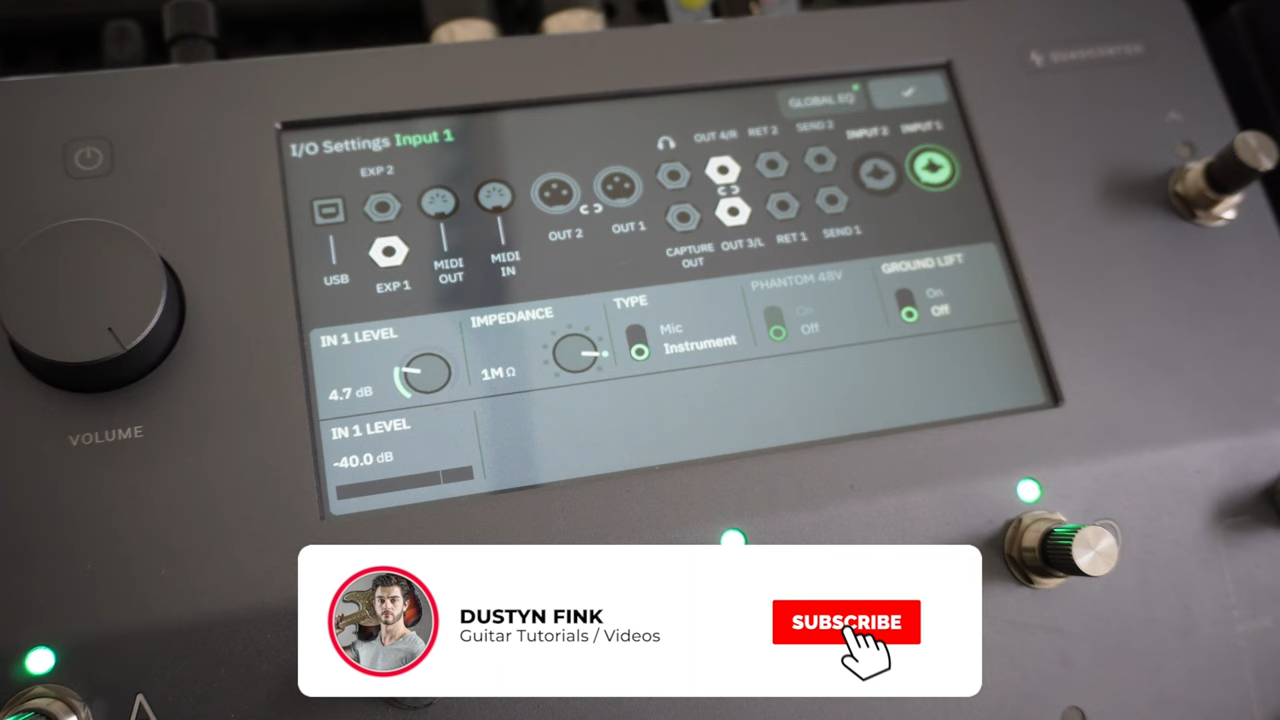 QUAD CORTEX
GLOBAL EQ
I/O Settings Input 1
EXP 2
OUT 4/R
RET 2
SEND 2
INPUT 2
INPUT 1
USB
EXP 1
MIDI
OUT
MIDI
IN
OUT 2
OUT 1
CAPTURE
OUT
OUT 3/L
RET 1
SEND 1
IN 1 LEVEL
4.7 dB
IMPEDANCE
1M Ω
TYPE
Mic
Instrument
PHANTOM 48V
On
Off
GROUND LIFT
On
Off
IN 1 LEVEL
-40.0 dB
VOLUME
DUSTYN FINK
Guitar Tutorials / Videos
SUBSCRIBE